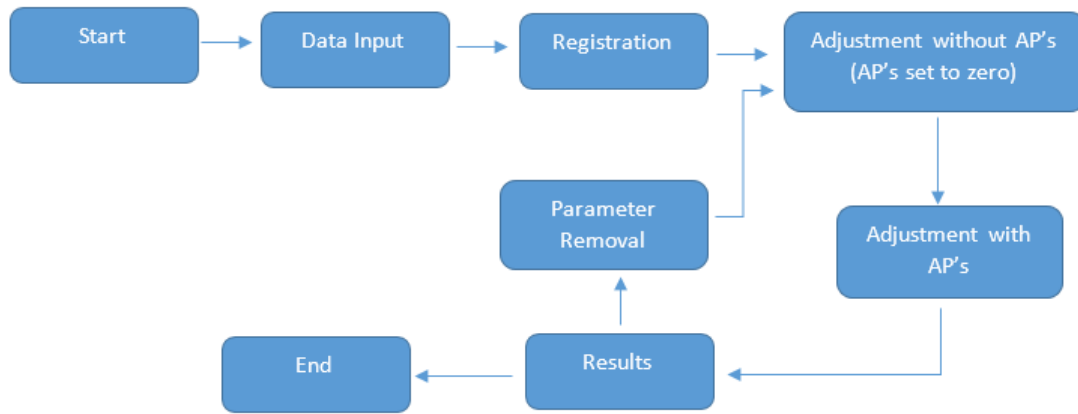 Start
Data Input
Registration
Adjustment without AP's
(AP's set to zero)
Parameter
Removal
Adjustment with
AP's
End
Results